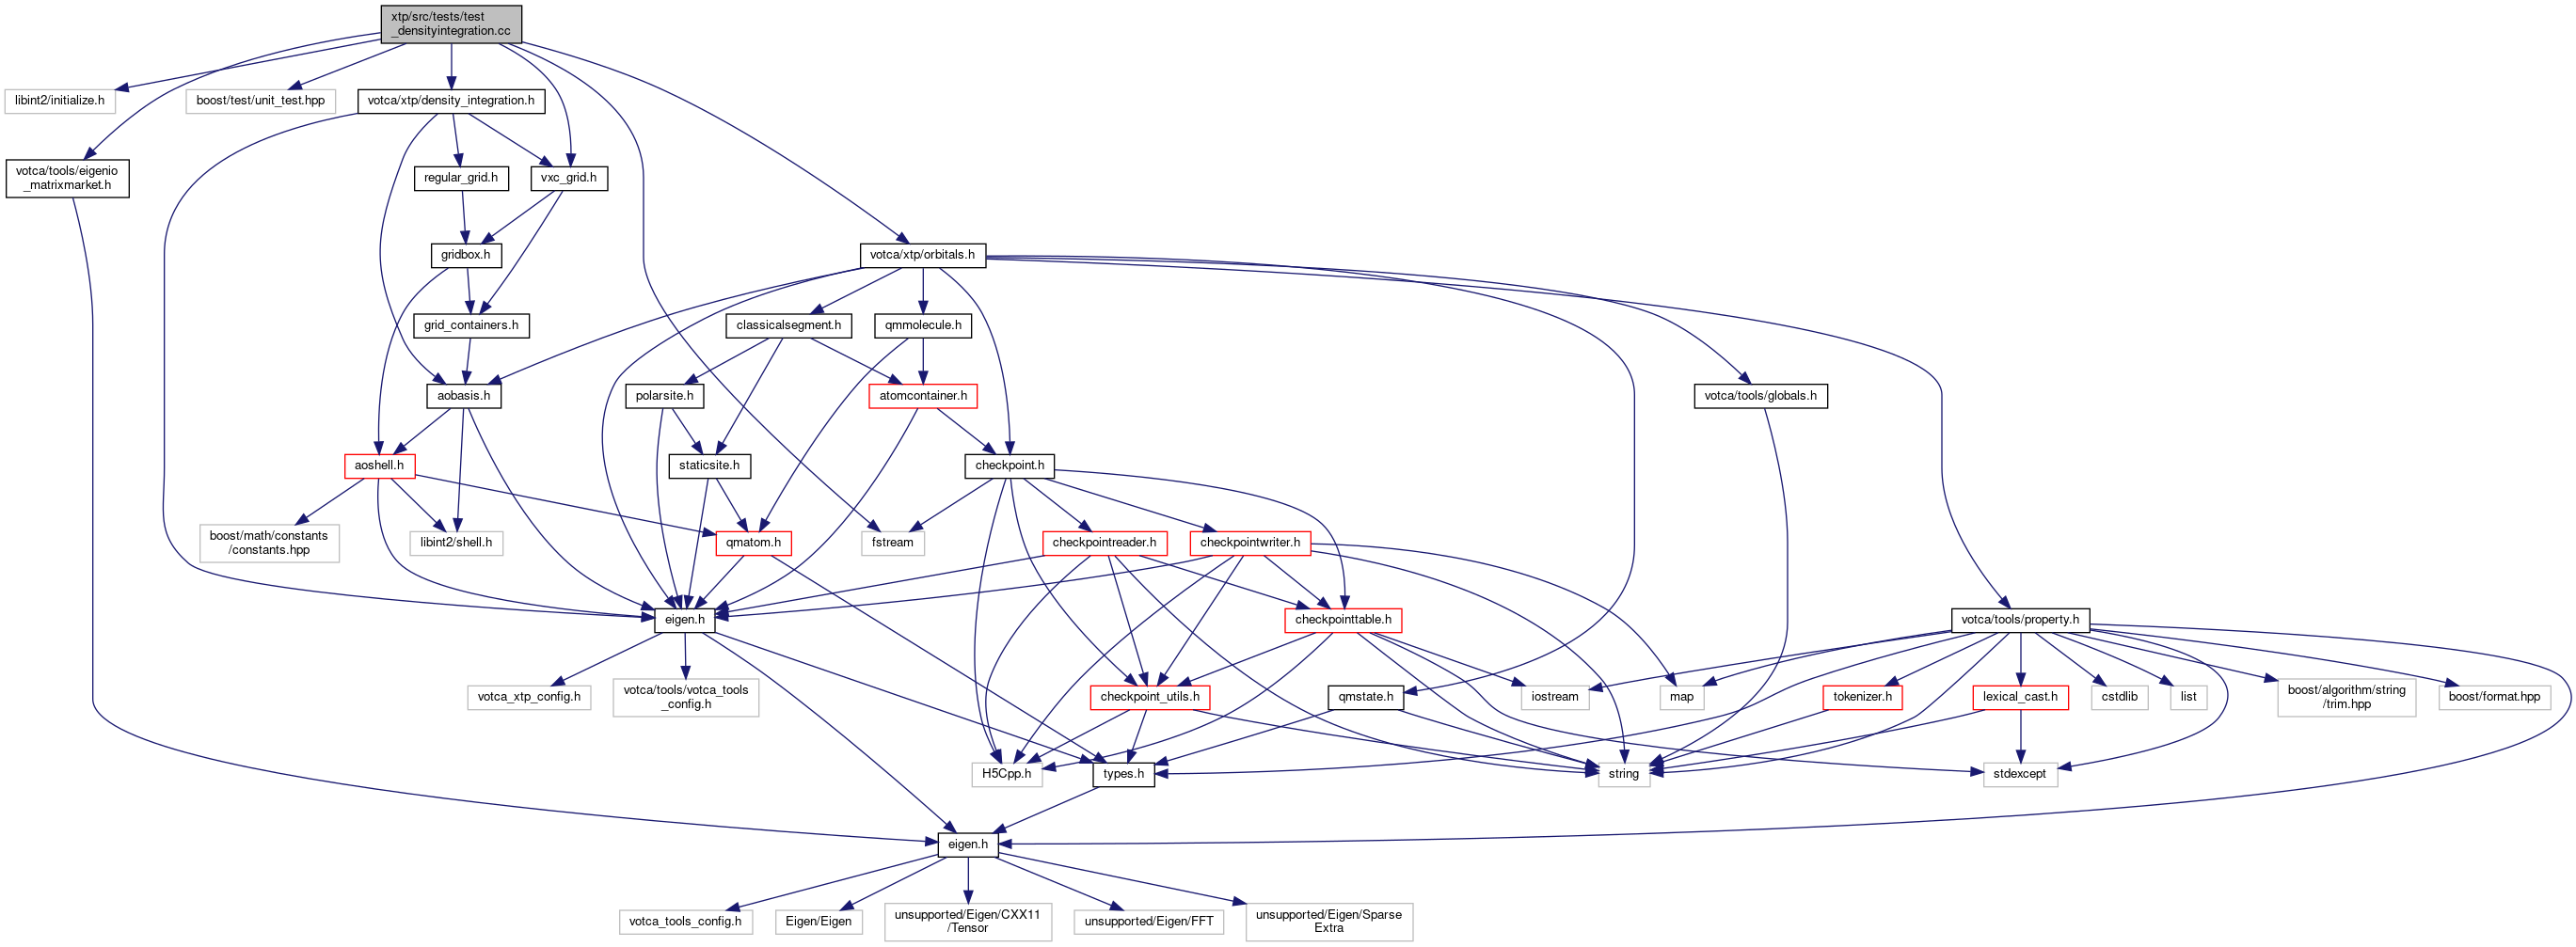 xtp/src/tests/test
_densityintegration.cc
libint2/initialize.h
boost/test/unit_test.hpp
votca/xtp/density_integration.h
votca/tools/eigenio
_matrixmarket.h
regular_grid.h
vxc_grid.h
gridbox.h
votca/xtp/orbitals.h
grid_containers.h
classicalsegment.h
qmmolecule.h
aobasis.h
polarsite.h
atomcontainer.h
votca/tools/globals.h
aoshell.h
staticsite.h
checkpoint.h
boost/math/constants
/constants.hpp
libint2/shell.h
qmatom.h
fstream
checkpointreader.h
checkpointwriter.h
eigen.h
checkpointtable.h
votca/tools/property.h
votca_xtp_config.h
votca/tools/votca_tools
_config.h
checkpoint_utils.h
qmstate.h
iostream
map
tokenizer.h
lexical_cast.h
cstdlib
list
boost/algorithm/string
/trim.hpp
boost/format.hpp
H5Cpp.h
types.h
string
stdexcept
eigen.h
votca_tools_config.h
Eigen/Eigen
unsupported/Eigen/CXX11
/Tensor
unsupported/Eigen/FFT
unsupported/Eigen/Sparse
Extra